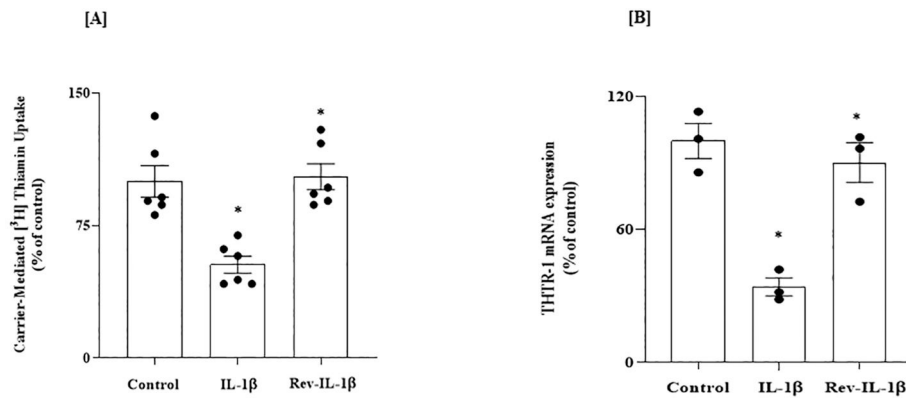 [A]
Carrier-Mediated [³H] Thiamin Uptake
(% of control)
150
75
0
*
*
Control IL-1β Rev-IL-1β
[B]
THTR-1 mRNA expression
(% of control)
120
60
0
*
*
Control IL-1β Rev-IL-1β